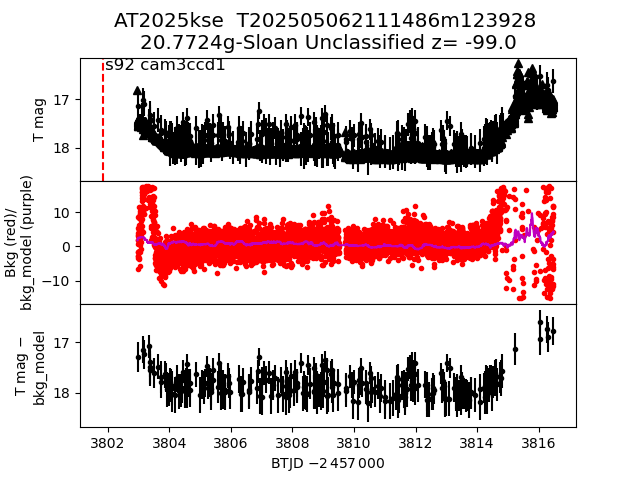 AT2025kse T202505062111486m123928
20.7724g-Sloan Unclassified z= -99.0
s92 cam3ccd1
T mag
17
18
Bkg (red)/
bkg_model (purple)
10
0
−10
T mag −
bkg_model
17
18
3802 3804 3806 3808 3810 3812 3814 3816
BTJD −2 457 000